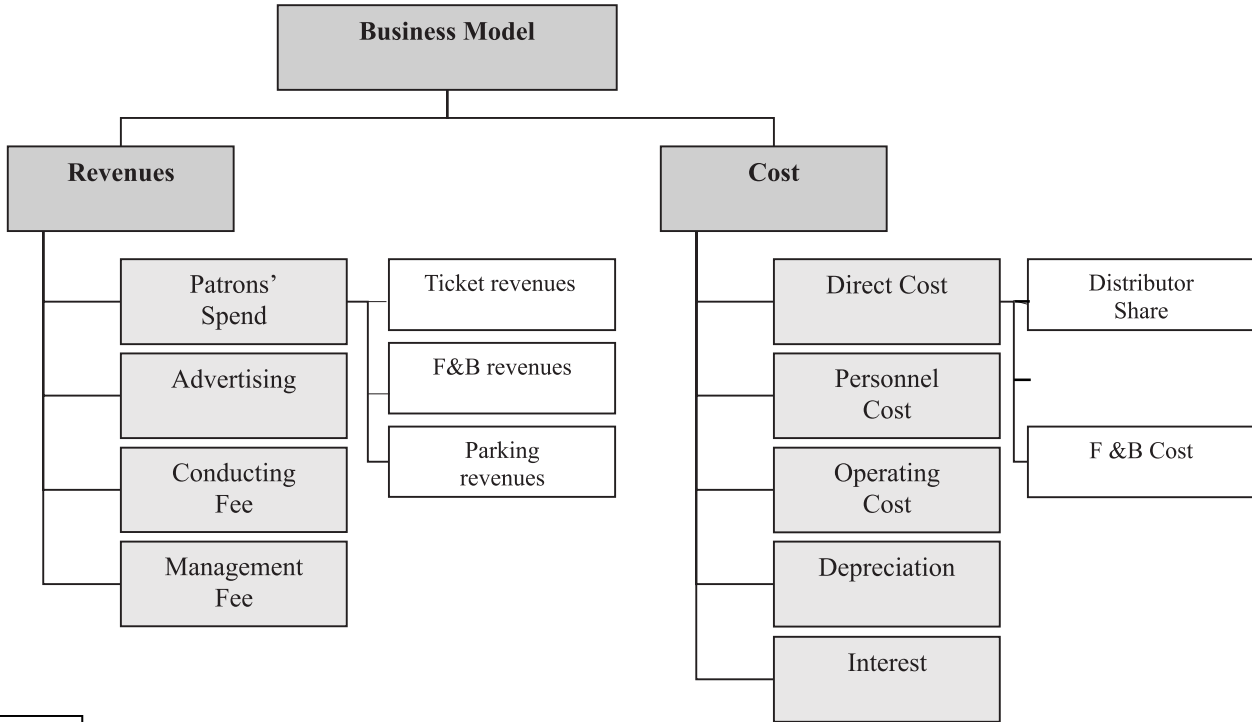 Business Model
Revenues
Patrons’
Spend
Ticket revenues
F&B revenues
Parking
revenues
Advertising
Conducting
Fee
Management
Fee
Cost
Direct Cost
Distributor
Share
F &B Cost
Personnel
Cost
Operating
Cost
Depreciation
Interest